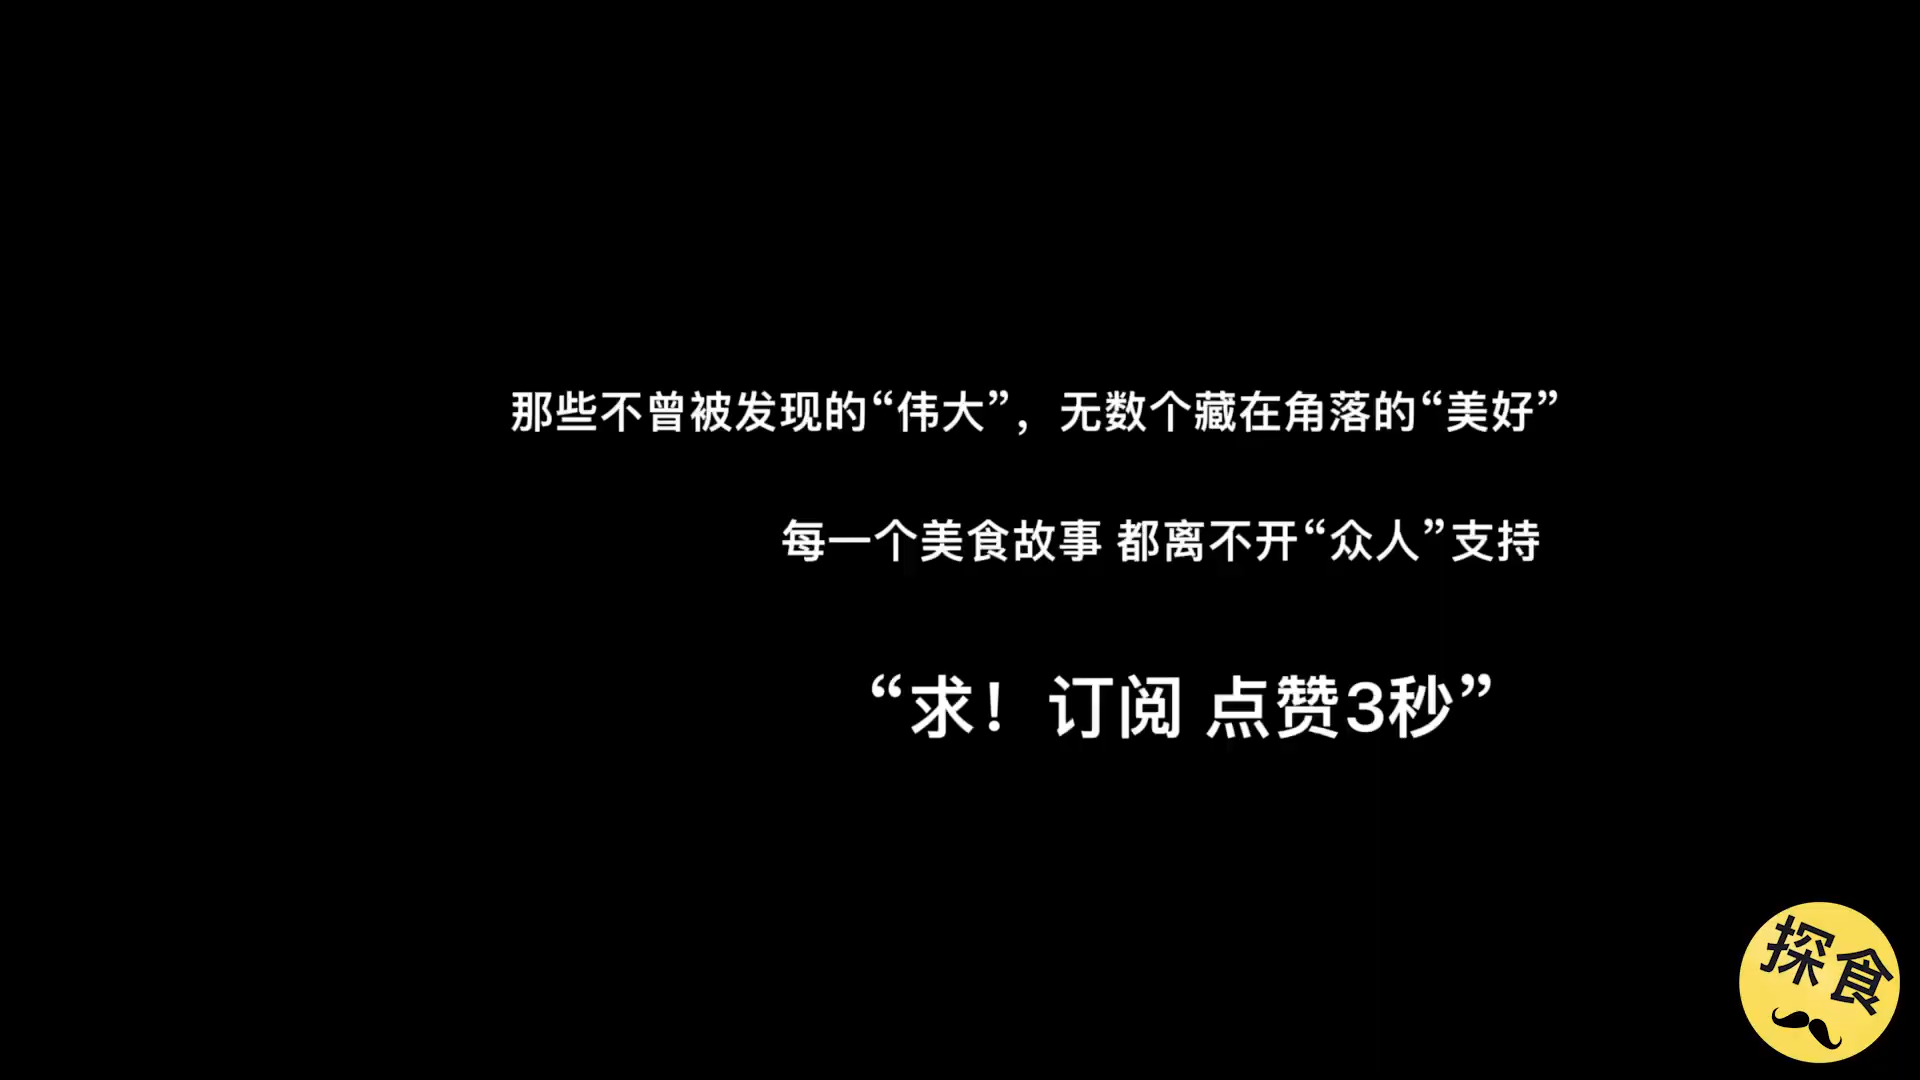 那些不曾被发现的“伟大”，无数个藏在角落的“美好”
每一个美食故事 都离不开“众人”支持
“求！订阅 点赞3秒”
探食